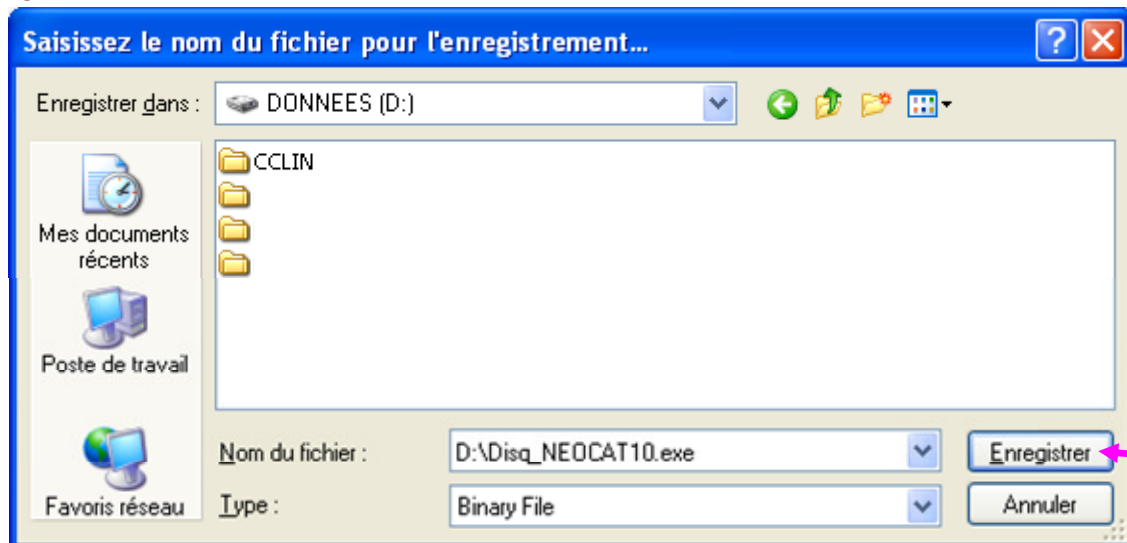 Saisissez le nom du fichier pour l'enregistrement...
Enregistrer dans :
DONNEES (D:)
CCLIN
Mes documents
récents
Poste de travail
Favoris réseau
Nom du fichier :
D:\Disq_NEOCAT10.exe
Enregistrer
Type :
Binary File
Annuler